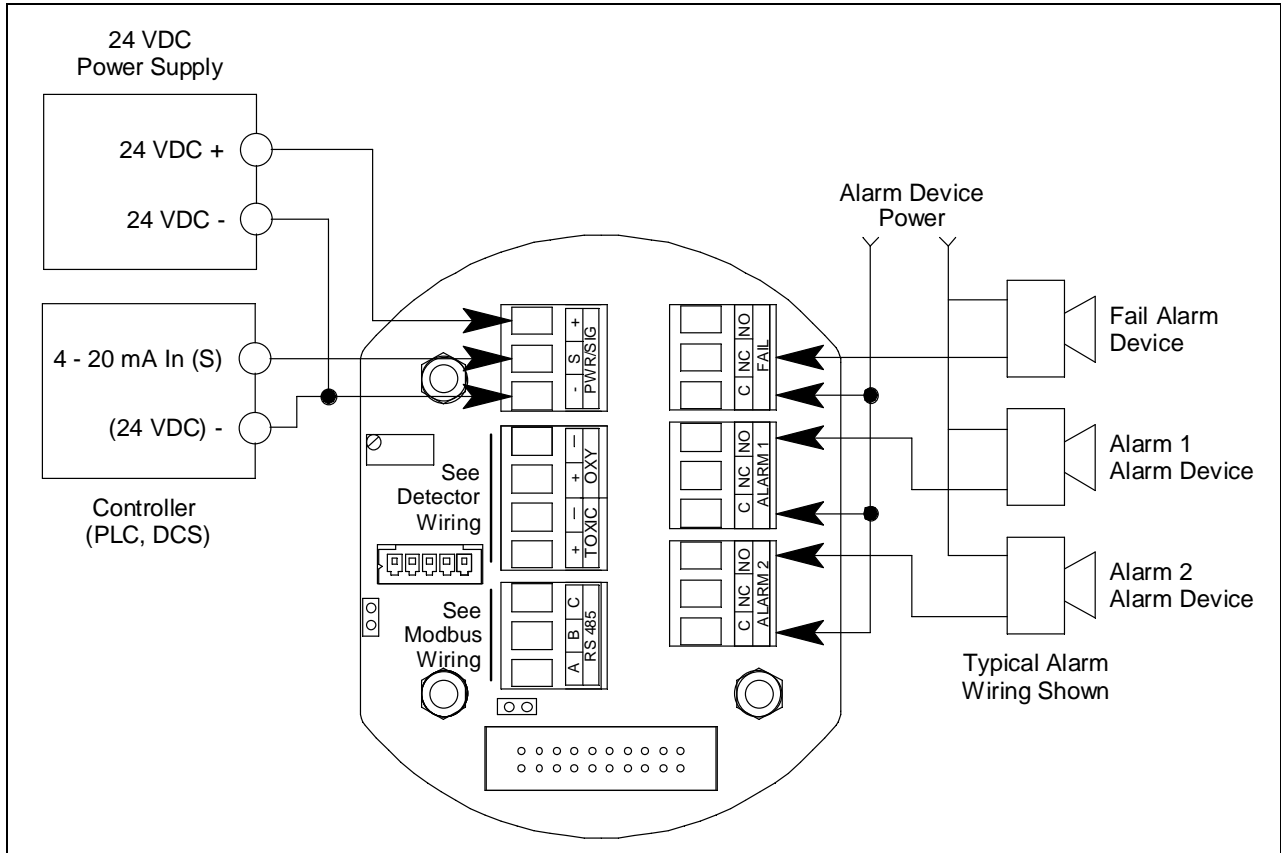 24 VDC
Power Supply
24 VDC +
24 VDC -
4 - 20 mA In (S)
(24 VDC) -
Controller
(PLC, DCS)
+
S
-
PWR/SIG
See
Detector
Wiring
–
+
OXY
–
+
TOXIC
See
Modbus
Wiring
C
B
A
RS 485
Alarm Device
Power
NO
NC
C
FAIL
NO
NC
C
ALARM 1
NO
NC
C
ALARM 2
Fail Alarm
Device
Alarm 1
Alarm Device
Alarm 2
Alarm Device
Typical Alarm
Wiring Shown